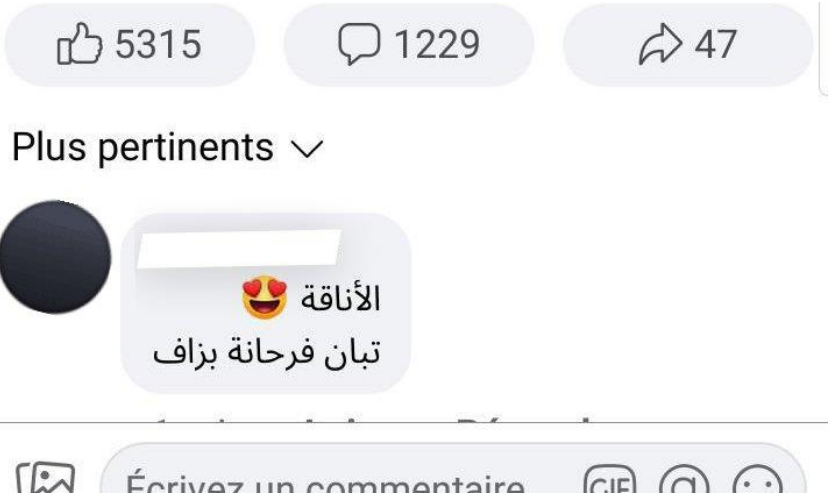 5315
1229
47
Plus pertinents
الأناقة 😍
تبان فرحانة بزاف
Écrivez un commentaire
GIF